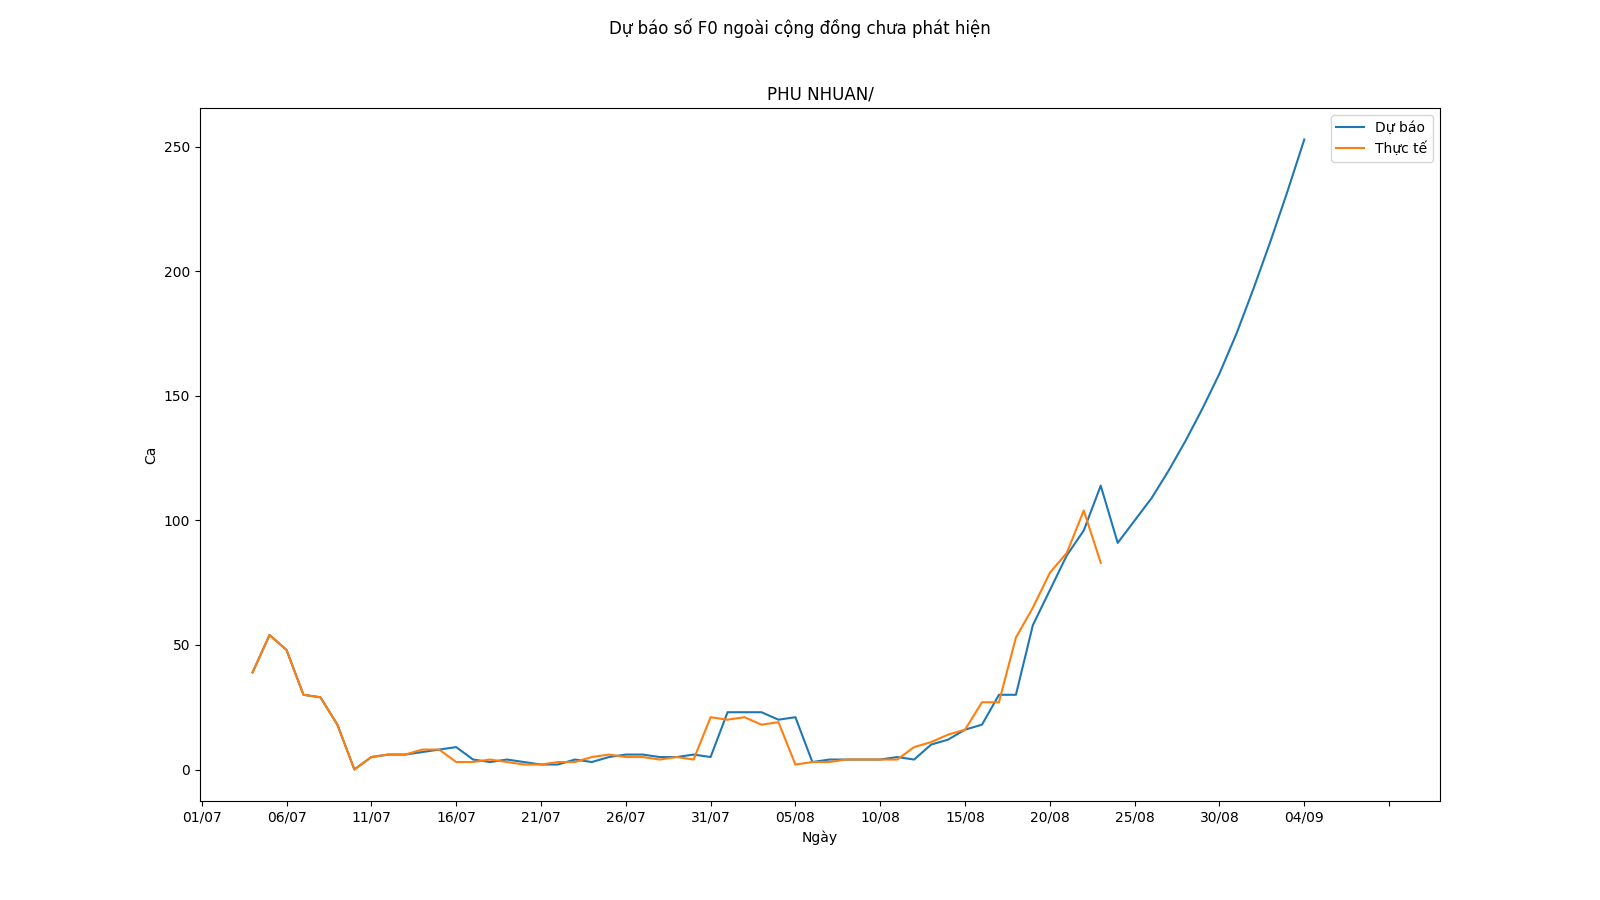 Dự báo số F0 ngoài cộng đồng chưa phát hiện
PHU NHUAN/
Dự báo
Thực tế
250
200
150
100
50
0
Ca
01/07 06/07 11/07 16/07 21/07 26/07 31/07 05/08 10/08 15/08 20/08 25/08 30/08 04/09
Ngày